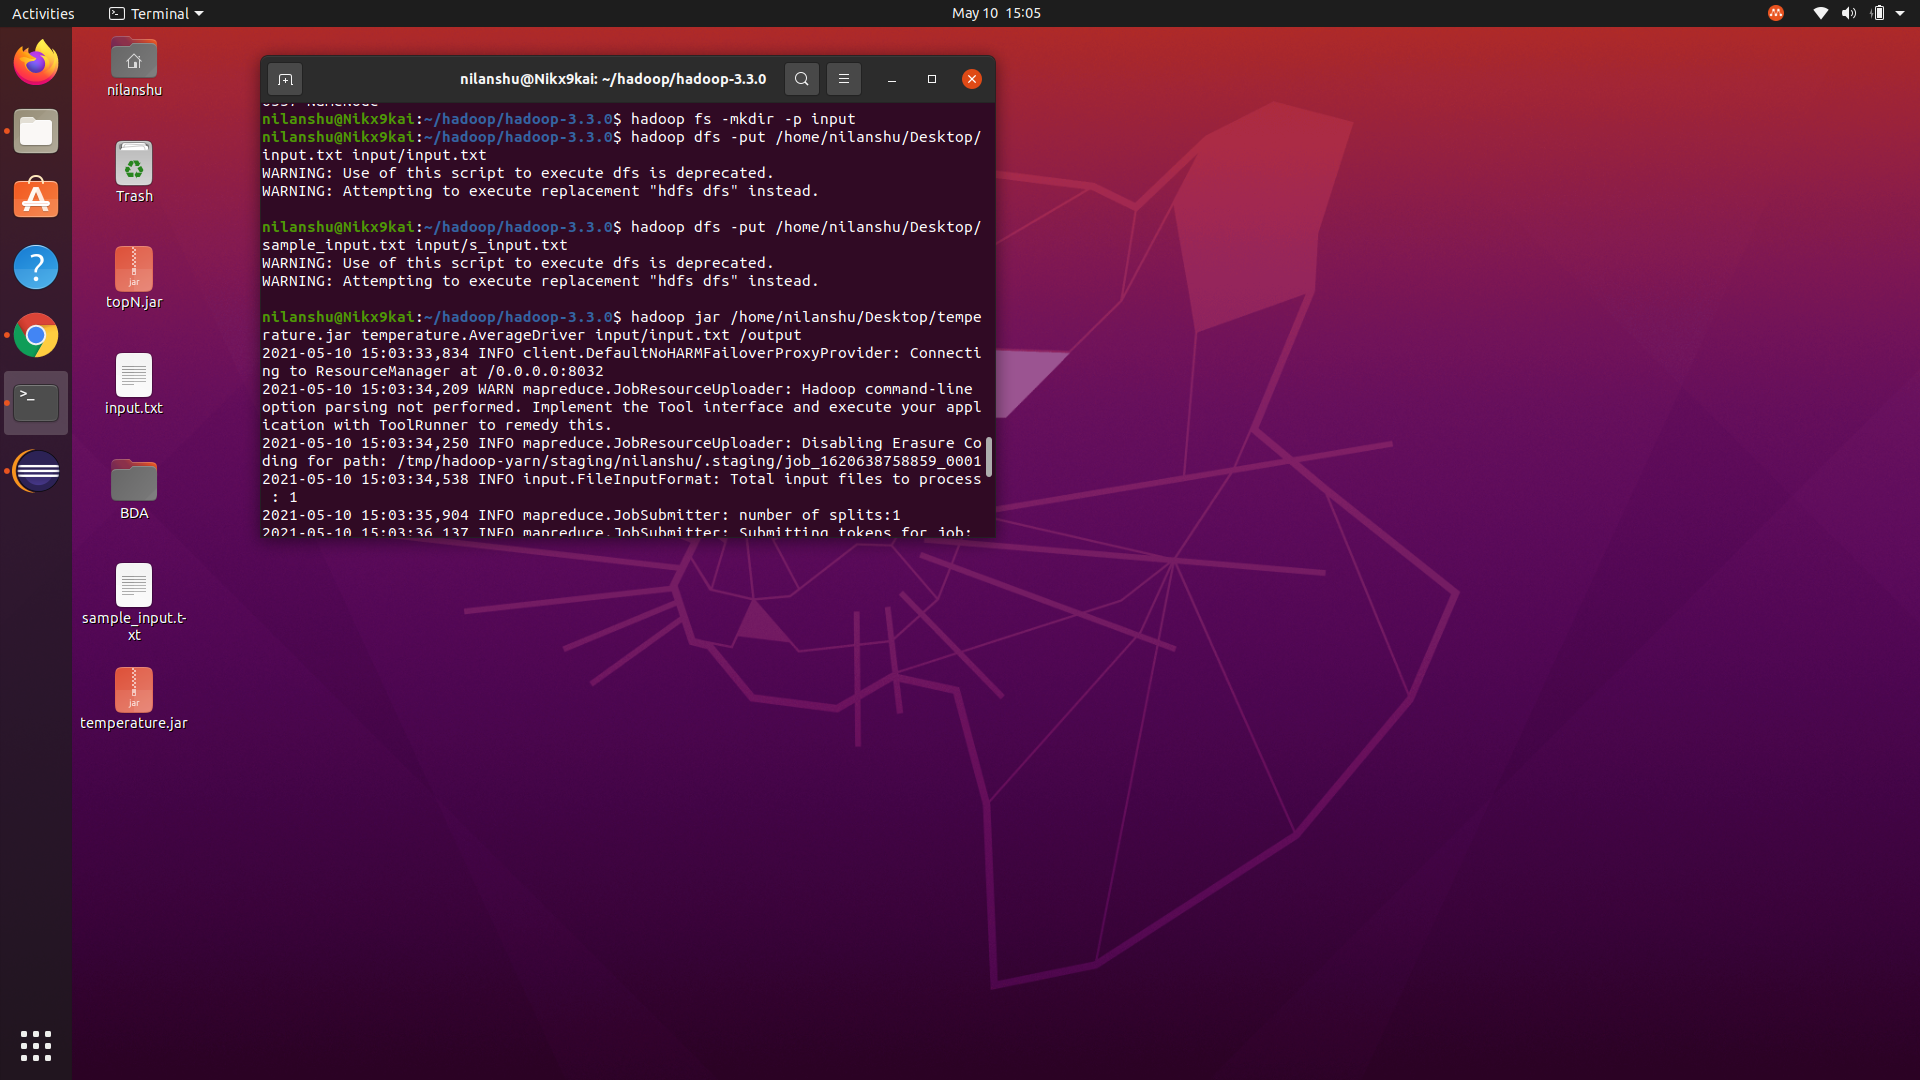 Activities
Terminal
May 10 15:05
nilanshu
Trash
jar
topN.jar
input.txt
BDA
sample_input.t-
xt
jar
temperature.jar
nilanshu@Nikx9kai: ~/hadoop/hadoop-3.3.0
nilanshu@Nikx9kai:~/hadoop/hadoop-3.3.0$ hadoop fs -mkdir -p input
nilanshu@Nikx9kai:~/hadoop/hadoop-3.3.0$ hadoop dfs -put /home/nilanshu/Desktop/
input.txt input/input.txt
WARNING: Use of this script to execute dfs is deprecated.
WARNING: Attempting to execute replacement "hdfs dfs" instead.
nilanshu@Nikx9kai:~/hadoop/hadoop-3.3.0$ hadoop dfs -put /home/nilanshu/Desktop/
sample_input.txt input/s_input.txt
WARNING: Use of this script to execute dfs is deprecated.
WARNING: Attempting to execute replacement "hdfs dfs" instead.
nilanshu@Nikx9kai:~/hadoop/hadoop-3.3.0$ hadoop jar /home/nilanshu/Desktop/tempe
rature.jar temperature.AverageDriver input/input.txt /output
2021-05-10 15:03:33,834 INFO client.DefaultNoHARMFailoverProxyProvider: Connecti
ng to ResourceManager at /0.0.0.0:8032
2021-05-10 15:03:34,209 WARN mapreduce.JobResourceUploader: Hadoop command-line
option parsing not performed. Implement the Tool interface and execute your appl
ication with ToolRunner to remedy this.
2021-05-10 15:03:34,250 INFO mapreduce.JobResourceUploader: Disabling Erasure Co
ding for path: /tmp/hadoop-yarn/staging/nilanshu/.staging/job_1620638758859_0001
2021-05-10 15:03:34,538 INFO input.FileInputFormat: Total input files to process
: 1
2021-05-10 15:03:35,904 INFO mapreduce.JobSubmitter: number of splits:1
2021-05-10 15:03:36,137 INFO mapreduce.JobSubmitter: Submitting tokens for job: